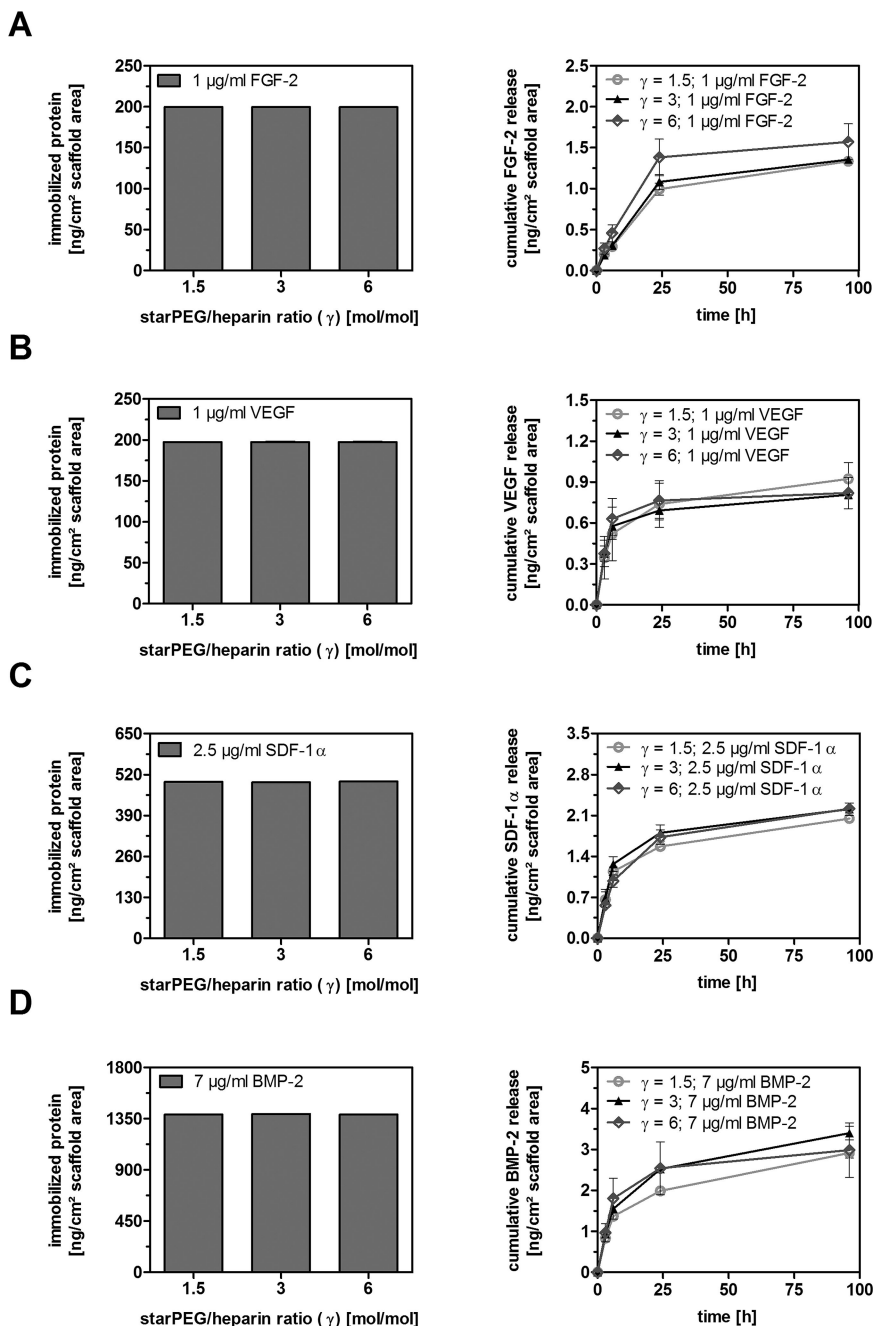 A
immobilized protein
[ng/cm² scaffold area]
250
200
150
100
50
0
1 µg/ml FGF-2
1.5
3
6
starPEG/heparin ratio (γ) [mol/mol]
cumulative FGF-2 release
[ng/cm² scaffold area]
2.5
2.0
1.5
1.0
0.5
0.0
γ = 1.5; 1 µg/ml FGF-2
γ = 3; 1 µg/ml FGF-2
γ = 6; 1 µg/ml FGF-2
0
25
50
75
100
time [h]
B
immobilized protein
[ng/cm² scaffold area]
250
200
150
100
50
0
1 µg/ml VEGF
1.5
3
6
starPEG/heparin ratio (γ) [mol/mol]
cumulative VEGF release
[ng/cm² scaffold area]
1.5
1.2
0.9
0.6
0.3
0.0
γ = 1.5; 1 µg/ml VEGF
γ = 3; 1 µg/ml VEGF
γ = 6; 1 µg/ml VEGF
0
25
50
75
100
time [h]
C
immobilized protein
[ng/cm² scaffold area]
650
520
390
260
130
0
2.5 µg/ml SDF-1α
1.5
3
6
starPEG/heparin ratio (γ) [mol/mol]
cumulative SDF-1α release
[ng/cm² scaffold area]
3.5
2.8
2.1
1.4
0.7
0.0
γ = 1.5; 2.5 µg/ml SDF-1α
γ = 3; 2.5 µg/ml SDF-1α
γ = 6; 2.5 µg/ml SDF-1α
0
25
50
75
100
time [h]
D
immobilized protein
[ng/cm² scaffold area]
1800
1350
900
450
0
7 µg/ml BMP-2
1.5
3
6
starPEG/heparin ratio (γ) [mol/mol]
cumulative BMP-2 release
[ng/cm² scaffold area]
5
4
3
2
1
0
γ = 1.5; 7 µg/ml BMP-2
γ = 3; 7 µg/ml BMP-2
γ = 6; 7 µg/ml BMP-2
0
25
50
75
100
time [h]